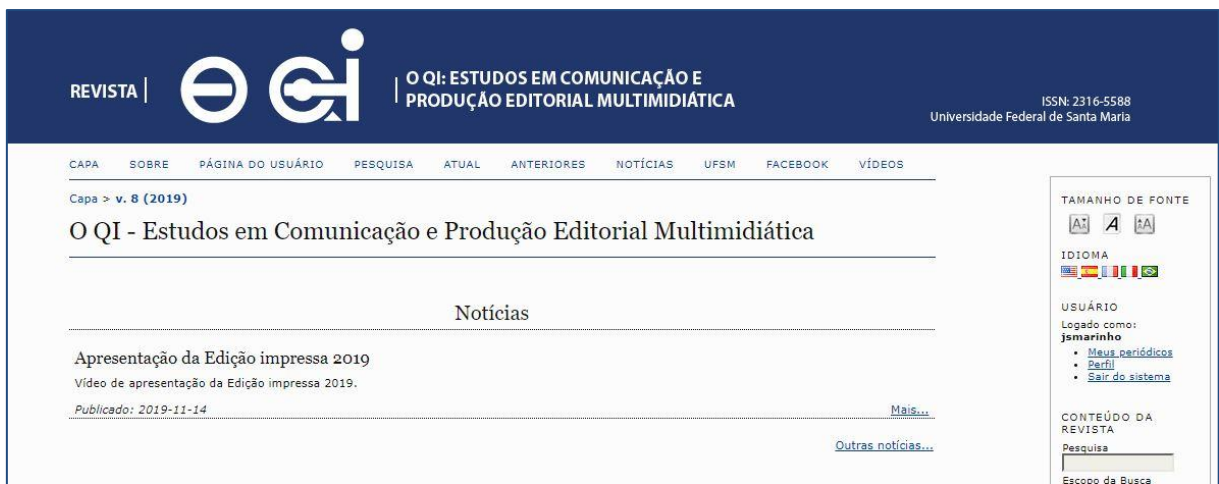 REVISTA | O QI | O QI: ESTUDOS EM COMUNICAÇÃO E
PRODUÇÃO EDITORIAL MULTIMIDIÁTICA
ISSN: 2316-5588
Universidade Federal de Santa Maria
CAPA SOBRE PÁGINA DO USUÁRIO PESQUISA ATUAL ANTERIORES NOTÍCIAS UFSM FACEBOOK VÍDEOS
Capa > v. 8 (2019)
O QI - Estudos em Comunicação e Produção Editorial Multimidiática
Notícias
Apresentação da Edição impressa 2019
Vídeo de apresentação da Edição impressa 2019.
Publicado: 2019-11-14 Mais...
Outras notícias...
TAMANHO DE FONTE
IDIOMA
USUÁRIO
Logado como:
jsmarinho
Meus periódicos
Perfil
Sair do sistema
CONTEÚDO DA
REVISTA
Pesquisa
Escopo da Busca